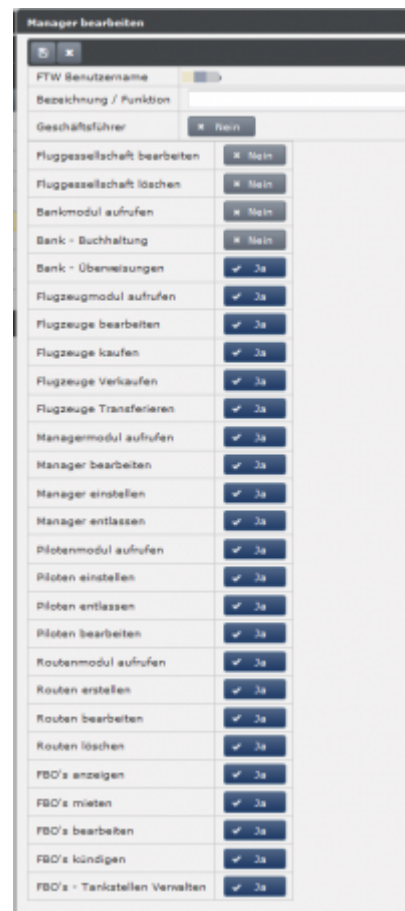 Manager bearbeiten
FTW Benutzername
Bezeichnung / Funktion
Geschäftsführer × Nein
Fluggessellschaft bearbeiten × Nein
Fluggessellschaft löschen × Nein
Bankmodul aufrufen × Nein
Bank - Buchhaltung × Nein
Bank - Überweisungen ✓ Ja
Flugzeugmodul aufrufen ✓ Ja
Flugzeuge bearbeiten ✓ Ja
Flugzeuge kaufen ✓ Ja
Flugzeuge Verkaufen ✓ Ja
Flugzeuge Transferieren ✓ Ja
Managermodul aufrufen ✓ Ja
Manager bearbeiten ✓ Ja
Manager einstellen ✓ Ja
Manager entlassen ✓ Ja
Pilotenmodul aufrufen ✓ Ja
Piloten einstellen ✓ Ja
Piloten entlassen ✓ Ja
Piloten bearbeiten ✓ Ja
Routenmodul aufrufen ✓ Ja
Routen erstellen ✓ Ja
Routen bearbeiten ✓ Ja
Routen löschen ✓ Ja
FBO's anzeigen ✓ Ja
FBO's mieten ✓ Ja
FBO's bearbeiten ✓ Ja
FBO's kündigen ✓ Ja
FBO's - Tankstellen Verwalten ✓ Ja